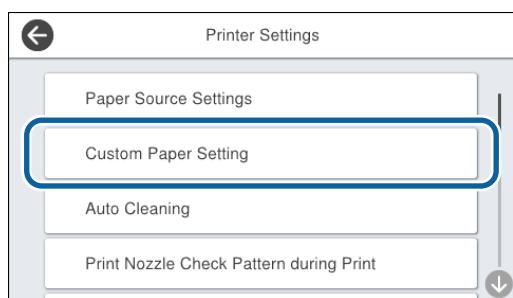 Printer Settings
Paper Source Settings
Custom Paper Setting
Auto Cleaning
Print Nozzle Check Pattern during Print